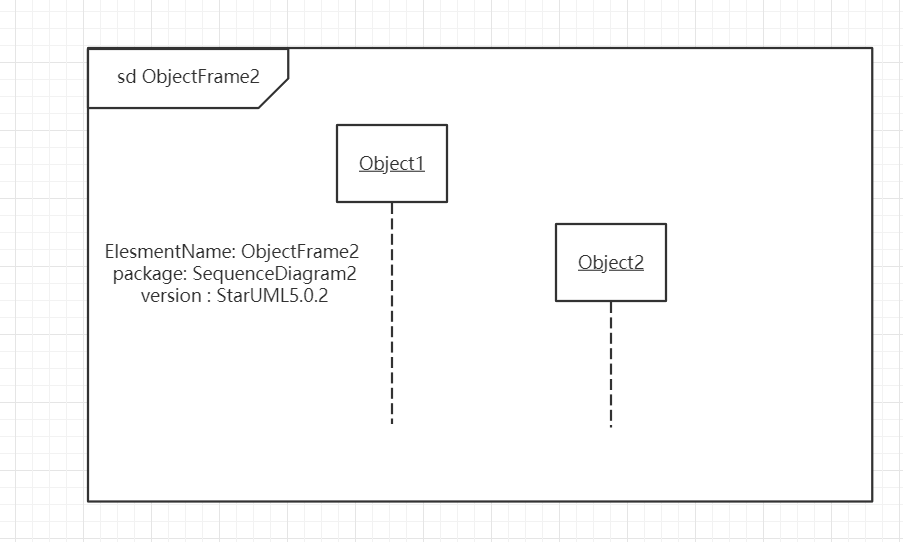 sd ObjectFrame2
Object1
ElesmentName: ObjectFrame2
package: SequenceDiagram2
version : StarUML5.0.2
Object2